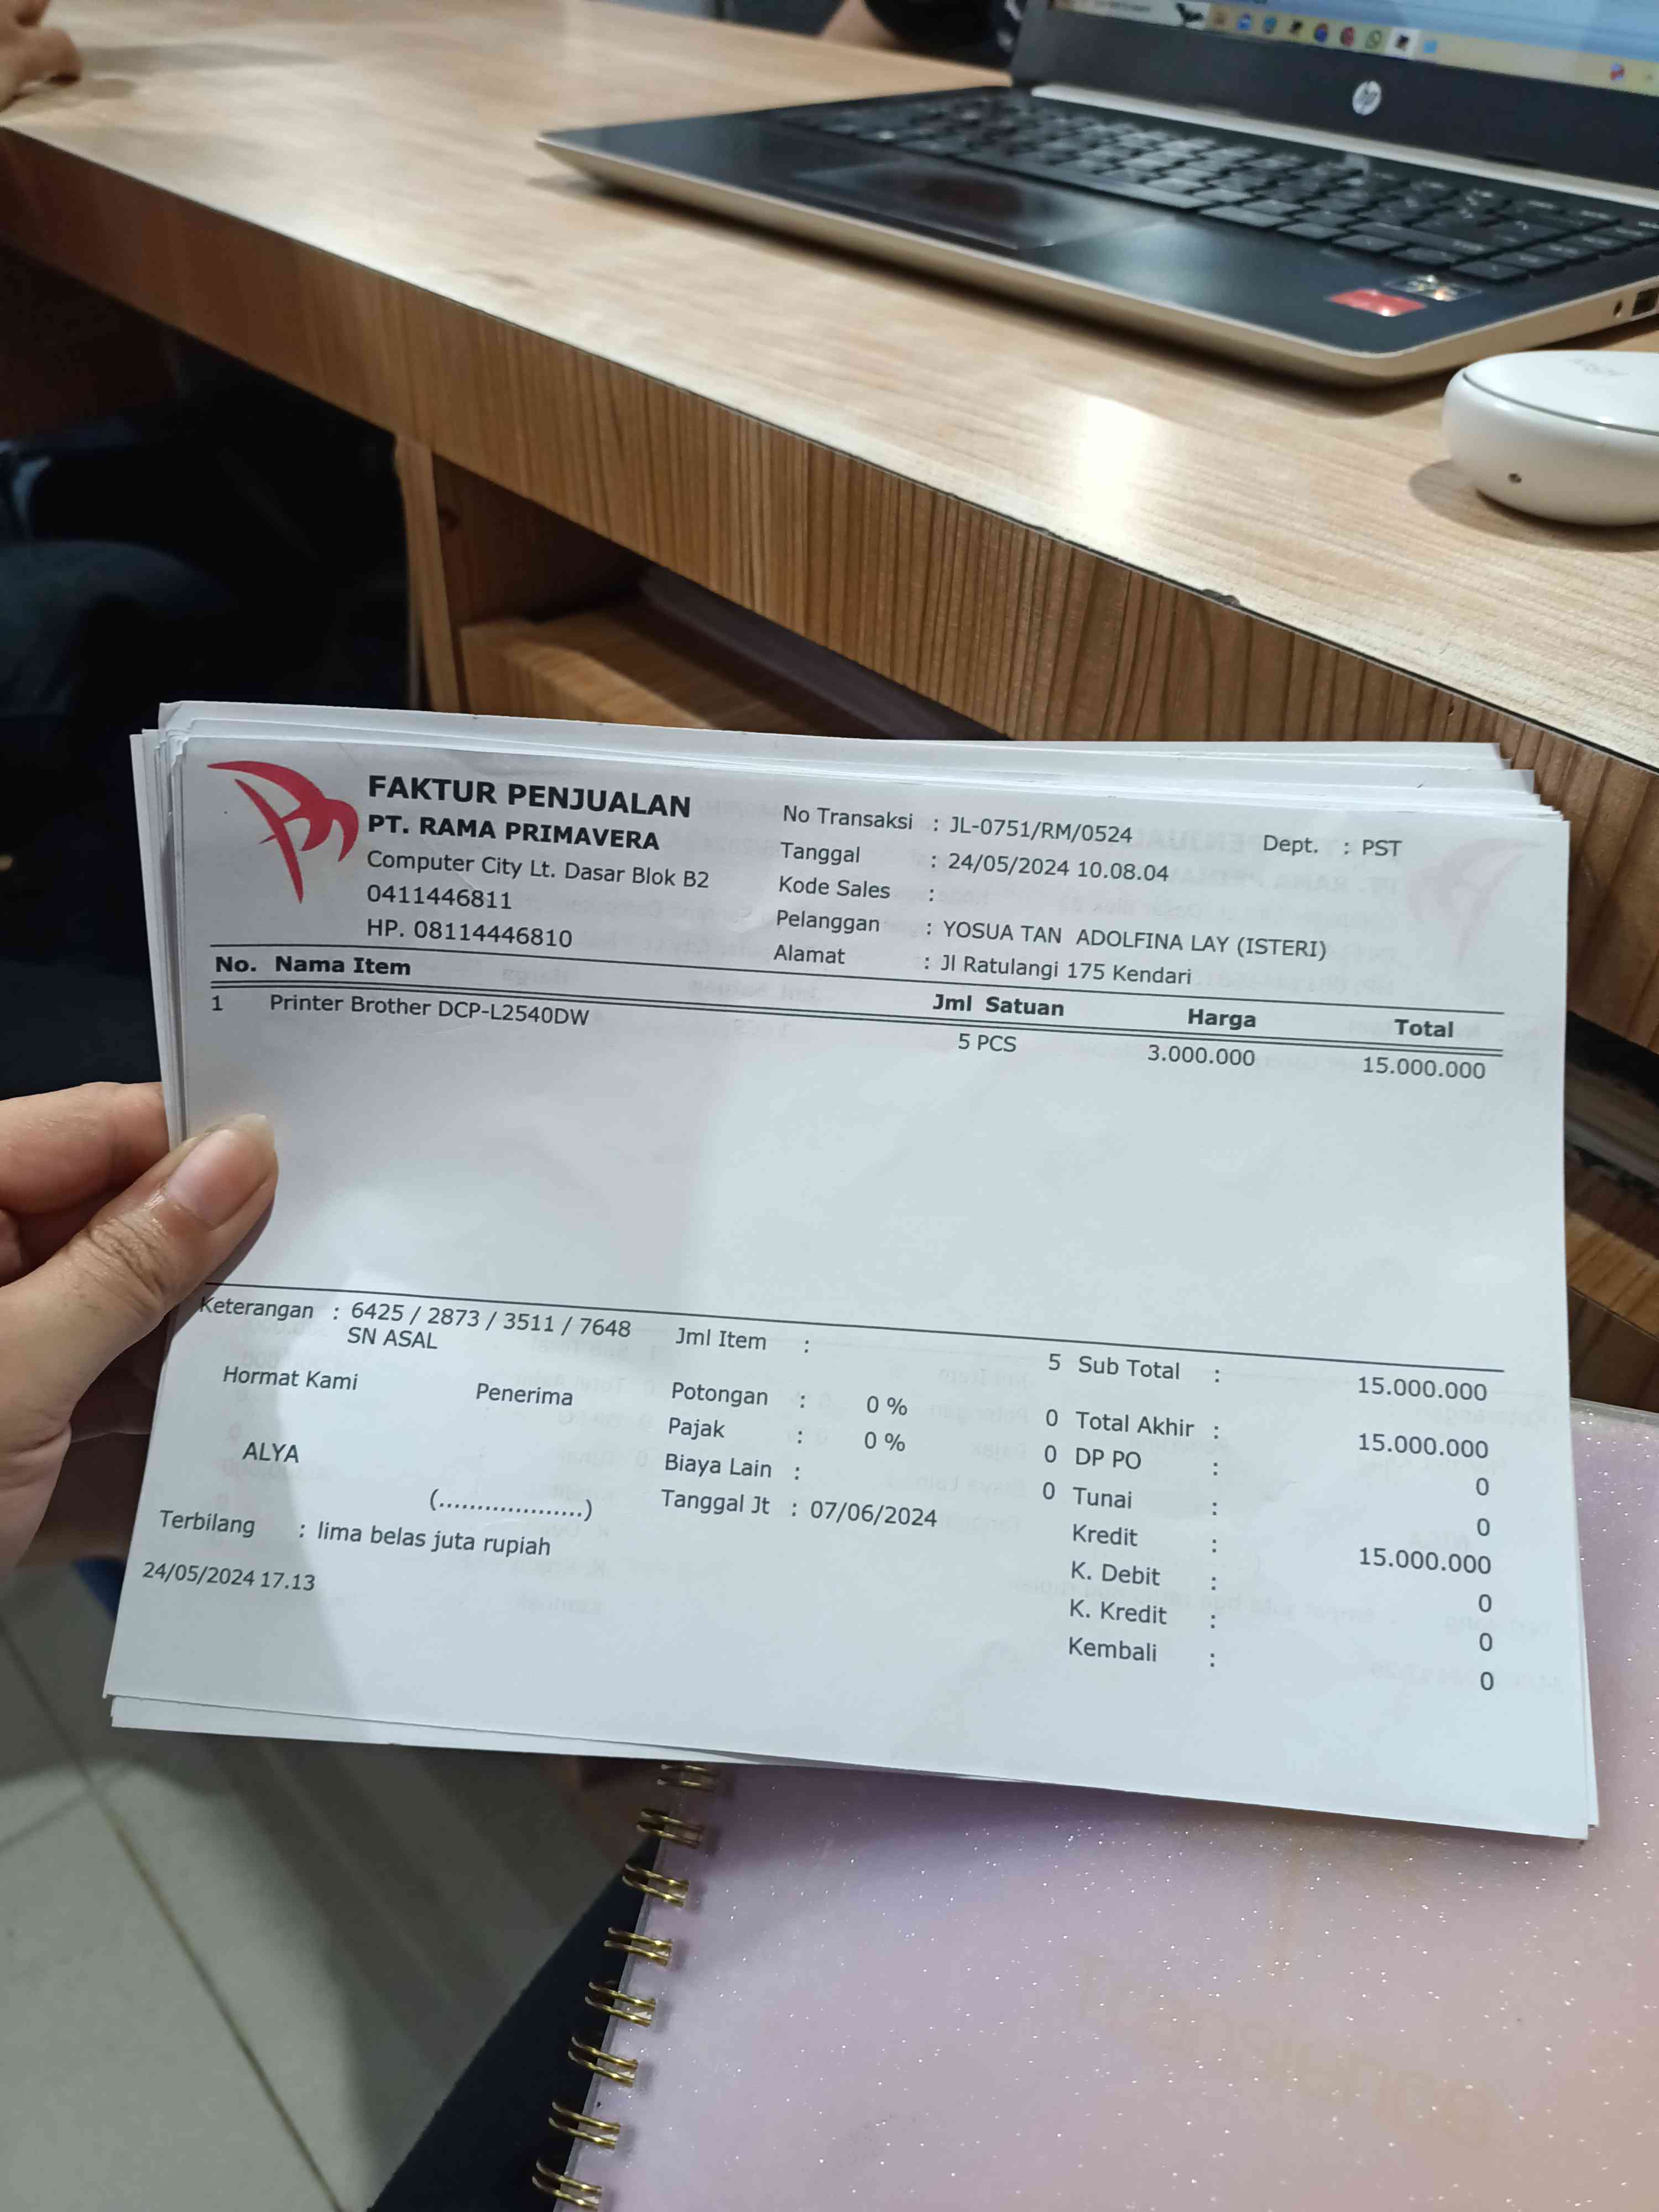 hp
FAKTUR PENJUALAN
PT. RAMA PRIMAVERA
Computer City Lt. Dasar Blok B2
0411446811
HP. 08114446810
No Transaksi : JL-0751/RM/0524 Dept. : PST
Tanggal : 24/05/2024 10.08.04
Kode Sales :
Pelanggan : YOSUA TAN ADOLFINA LAY (ISTERI)
Alamat : Jl Ratulangi 175 Kendari
No. Nama Item Jml Satuan Harga Total
1 Printer Brother DCP-L2540DW 5 PCS 3.000.000 15.000.000
Keterangan : 6425 / 2873 / 3511 / 7648
SN ASAL
Hormat Kami Penerima
ALYA
(...................)
Jml Item : 5
Potongan : 0 % 0
Pajak : 0 % 0
Biaya Lain : 0
Tanggal Jt : 07/06/2024
Sub Total : 15.000.000
Total Akhir : 15.000.000
DP PO : 0
Tunai : 0
Kredit : 15.000.000
K. Debit : 0
K. Kredit : 0
Kembali : 0
Terbilang : lima belas juta rupiah
24/05/2024 17.13